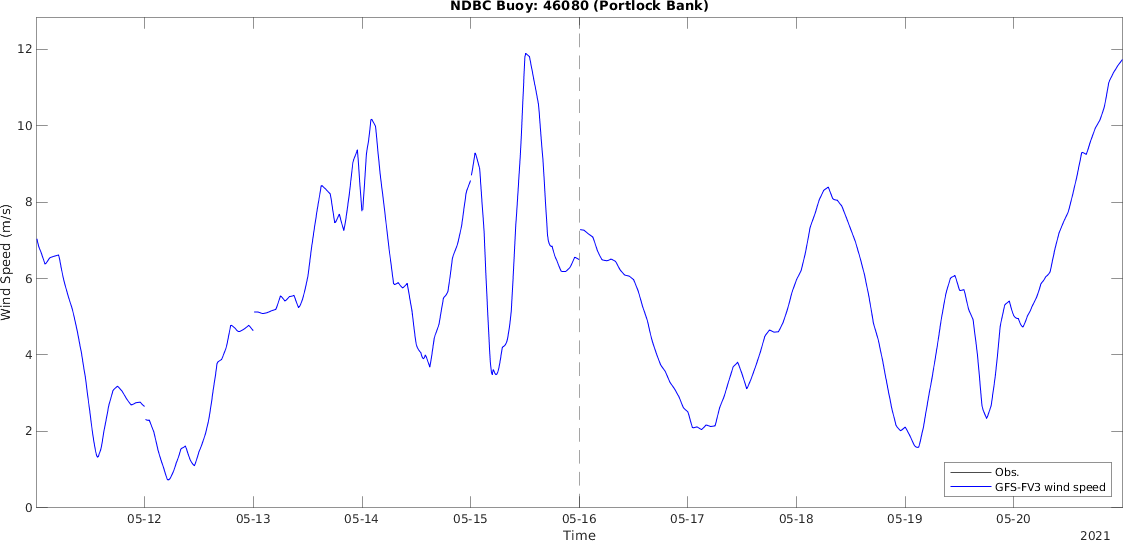 NDBC Buoy: 46080 (Portlock Bank)
Wind Speed (m/s)
12
10
8
6
4
2
0
Obs.
GFS-FV3 wind speed
05-12 05-13 05-14 05-15 05-16 05-17 05-18 05-19 05-20
Time
2021